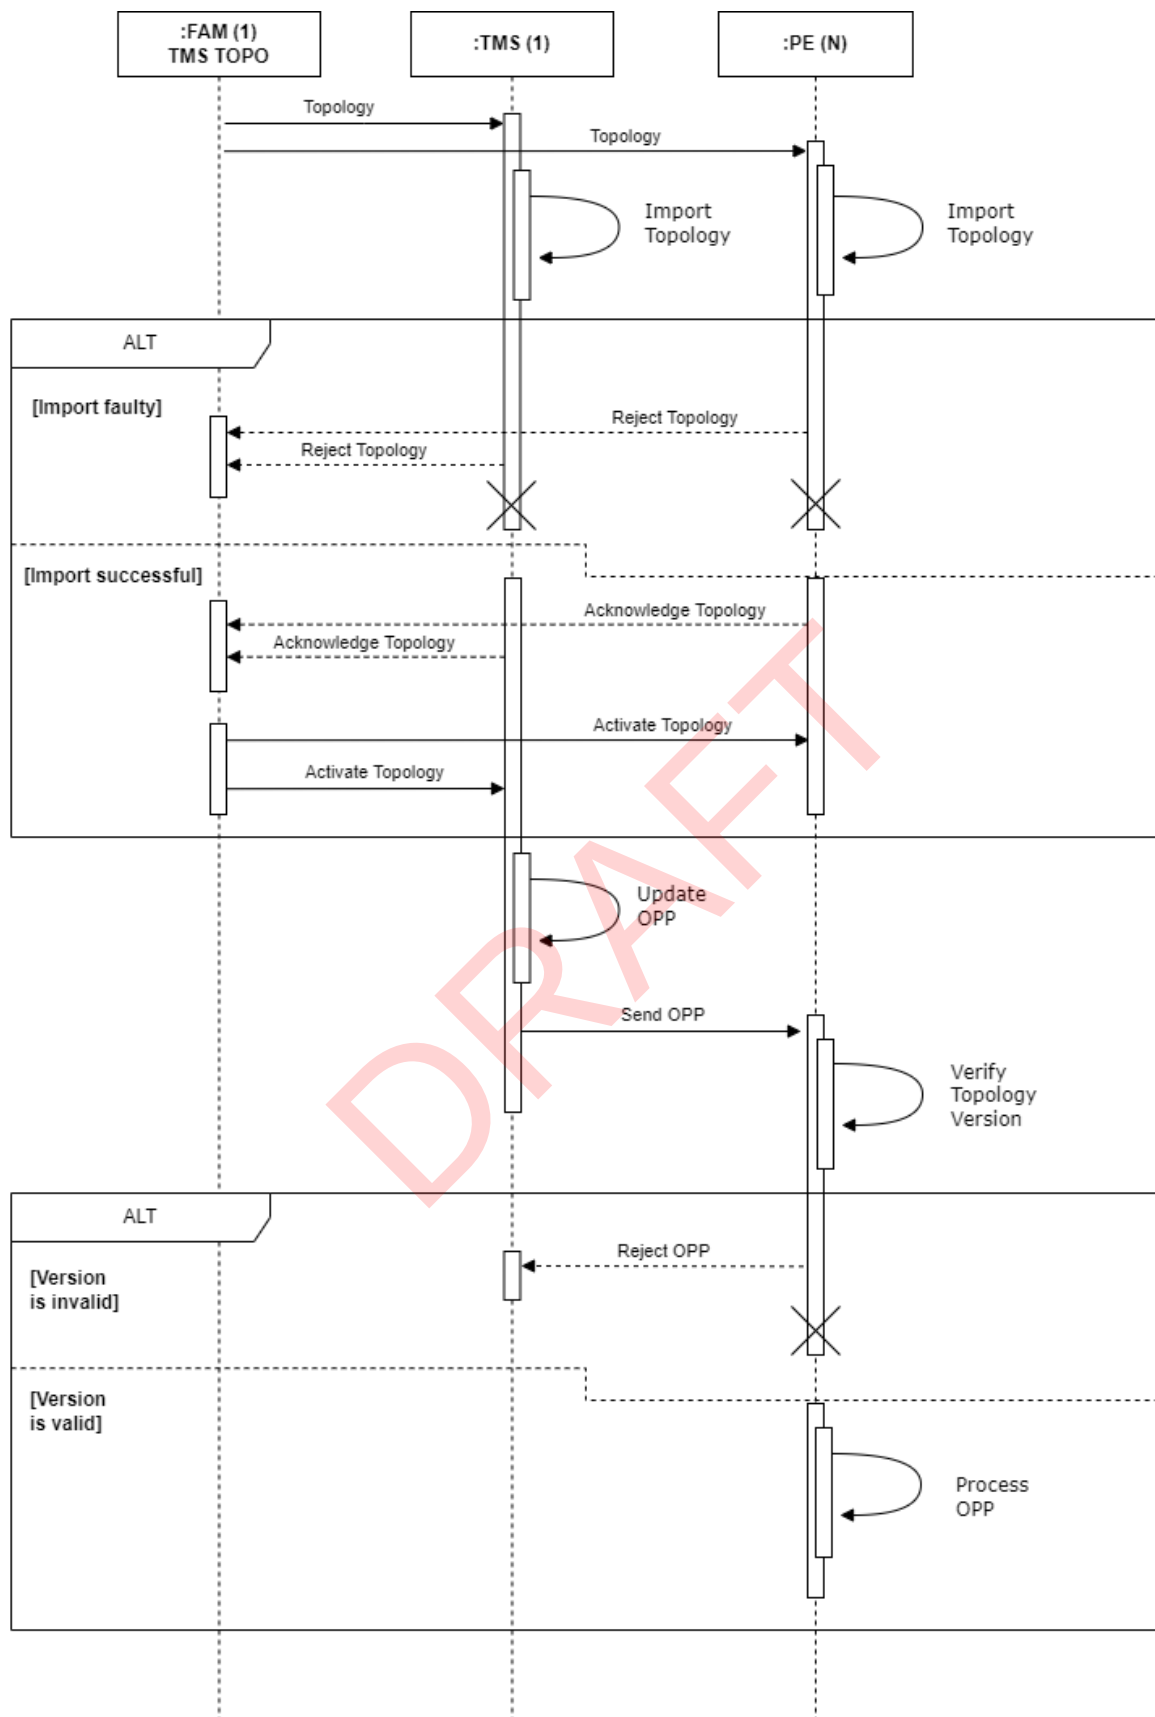 :FAM (1)
TMS TOPO
:TMS (1)
:PE (N)
Topology
Topology
Import
Topology
Import
Topology
ALT
[Import faulty]
Reject Topology
Reject Topology
[Import successful]
Acknowledge Topology
Acknowledge Topology
Activate Topology
Activate Topology
Update
OPP
Send OPP
Verify
Topology
Version
DRAFT
ALT
Reject OPP
[Version
is invalid]
[Version
is valid]
Process
OPP